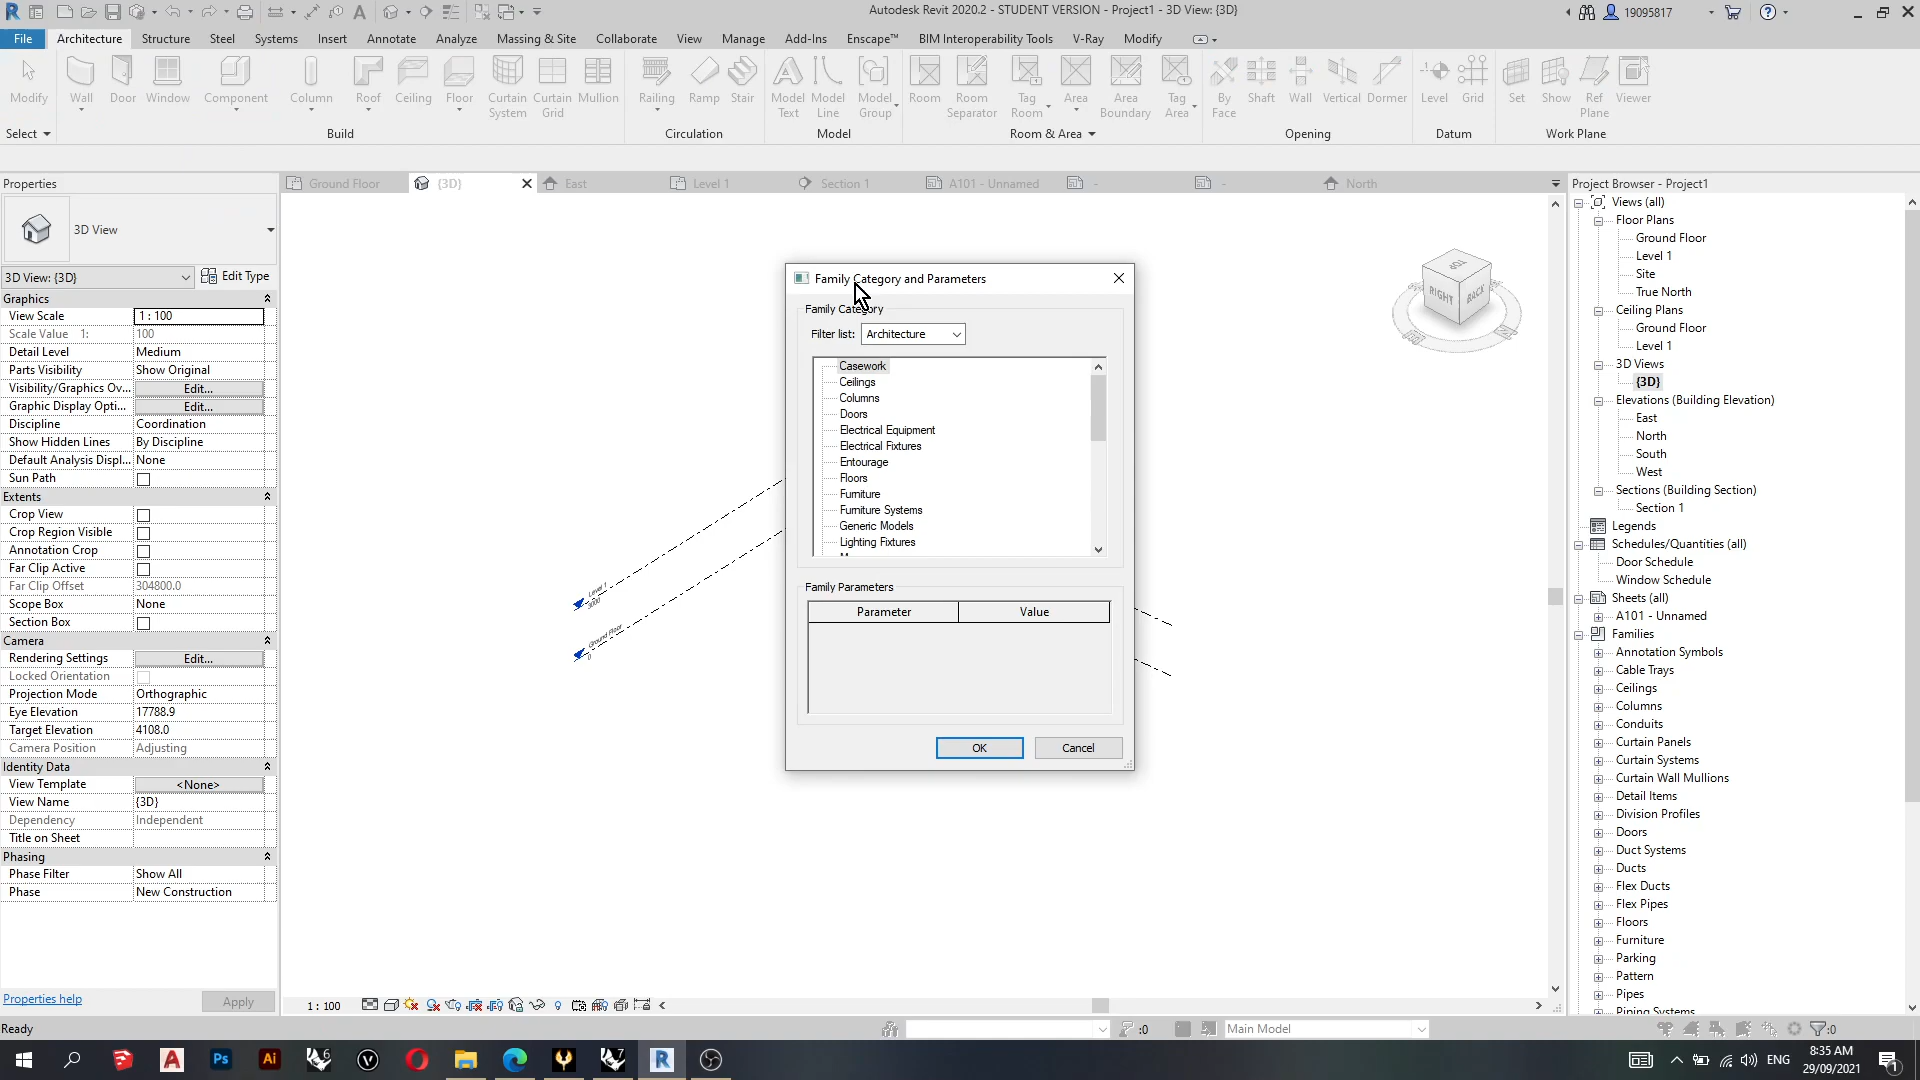 Autodesk Revit 2020.2 - STUDENT VERSION - Project1 - 3D View: {3D}
19095817
File Architecture Structure Steel Systems Insert Annotate Analyze Massing & Site Collaborate View Manage Add-Ins Enscape™ BIM Interoperability Tools V-Ray Modify
Modify Wall Door Window Component Column Roof Ceiling Floor Curtain System Curtain Grid Mullion Railing Ramp Stair Model Text Model Line Model Group Room Room Separator Tag Room Area Area Boundary Tag Area By Face Shaft Wall Vertical Dormer Level Grid Set Show Ref Plane Viewer
Select Build Circulation Model Room & Area Opening Datum Work Plane
Properties
Ground Floor {3D} East Level 1 Section 1 A101 - Unnamed - - North
3D View
3D View: {3D} Edit Type
Graphics
View Scale 1 : 100
Scale Value 1: 100
Detail Level Medium
Parts Visibility Show Original
Visibility/Graphics Ov... Edit...
Graphic Display Opti... Edit...
Discipline Coordination
Show Hidden Lines By Discipline
Default Analysis Displ... None
Sun Path
Extents
Crop View
Crop Region Visible
Annotation Crop
Far Clip Active
Far Clip Offset 304800.0
Scope Box None
Section Box
Camera
Rendering Settings Edit...
Locked Orientation
Projection Mode Orthographic
Eye Elevation 17788.9
Target Elevation 4108.0
Camera Position Adjusting
Identity Data
View Template <None>
View Name {3D}
Dependency Independent
Title on Sheet
Phasing
Phase Filter Show All
Phase New Construction
Properties help Apply
Level 1
3000
Ground Floor
0
Family Category and Parameters
Family Category
Filter list: Architecture
Casework
Ceilings
Columns
Doors
Electrical Equipment
Electrical Fixtures
Entourage
Floors
Furniture
Furniture Systems
Generic Models
Lighting Fixtures
Family Parameters
Parameter Value
OK Cancel
TOP
RIGHT BACK
Project Browser - Project1
Views (all)
Floor Plans
Ground Floor
Level 1
Site
True North
Ceiling Plans
Ground Floor
Level 1
3D Views
{3D}
Elevations (Building Elevation)
East
North
South
West
Sections (Building Section)
Section 1
Legends
Schedules/Quantities (all)
Door Schedule
Window Schedule
Sheets (all)
A101 - Unnamed
Families
Annotation Symbols
Cable Trays
Ceilings
Columns
Conduits
Curtain Panels
Curtain Systems
Curtain Wall Mullions
Detail Items
Division Profiles
Doors
Duct Systems
Ducts
Flex Ducts
Flex Pipes
Floors
Furniture
Parking
Pattern
Pipes
Piping Systems
1 : 100
Ready :0 Main Model :0
ENG
8:35 AM
29/09/2021